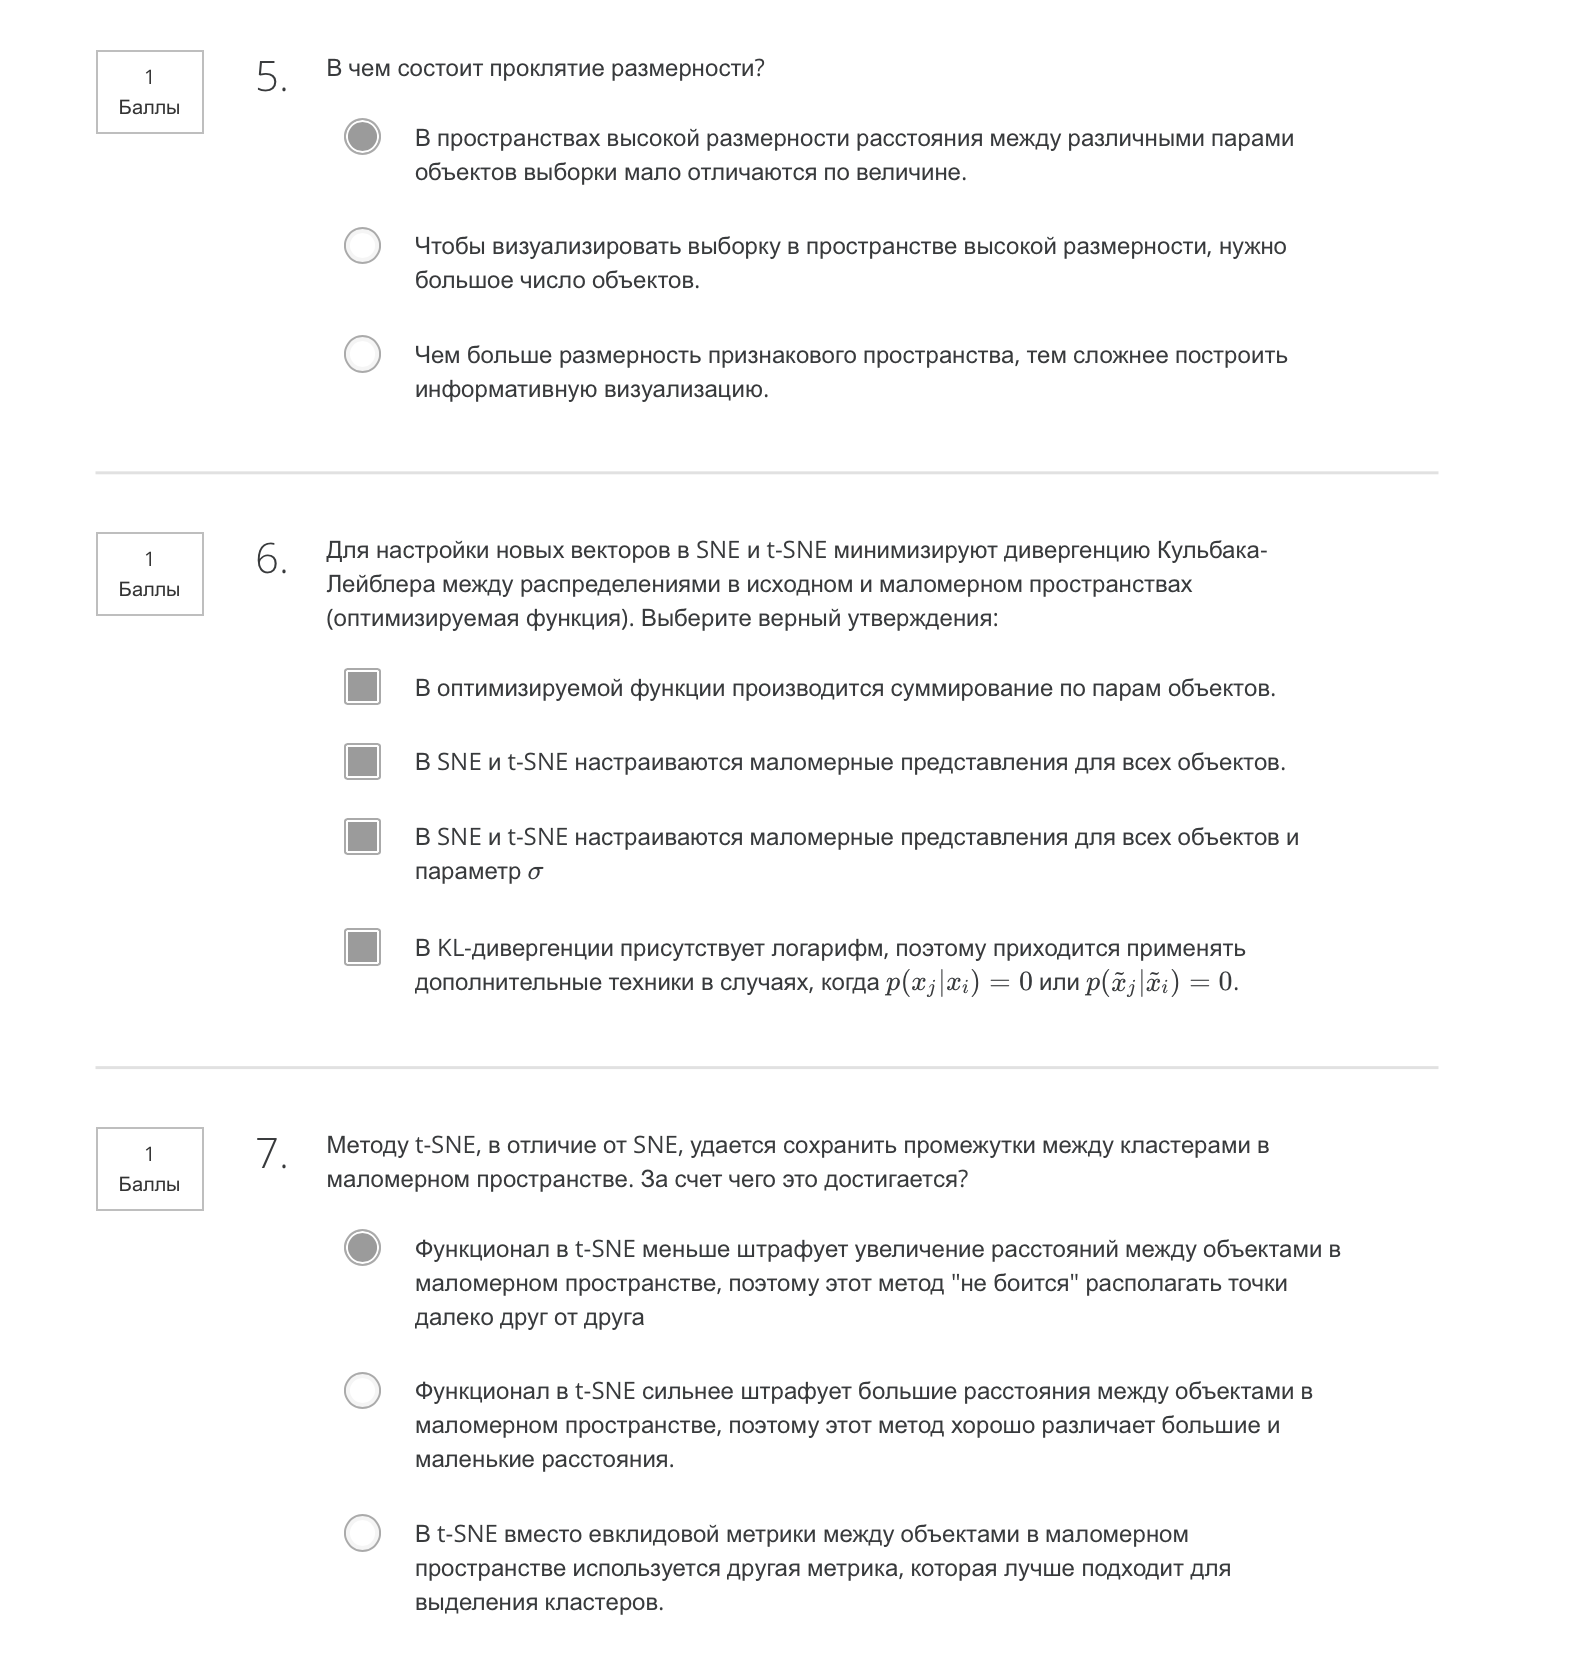 1
Баллы
5.
В чем состоит проклятие размерности?
В пространствах высокой размерности расстояния между различными парами
объектов выборки мало отличаются по величине.
Чтобы визуализировать выборку в пространстве высокой размерности, нужно
большое число объектов.
Чем больше размерность признакового пространства, тем сложнее построить
информативную визуализацию.
1
Баллы
6.
Для настройки новых векторов в SNE и t-SNE минимизируют дивергенцию Кульбака-
Лейблера между распределениями в исходном и маломерном пространствах
(оптимизируемая функция). Выберите верный утверждения:
В оптимизируемой функции производится суммирование по парам объектов.
В SNE и t-SNE настраиваются маломерные представления для всех объектов.
В SNE и t-SNE настраиваются маломерные представления для всех объектов и
параметр σ
В KL-дивергенции присутствует логарифм, поэтому приходится применять
дополнительные техники в случаях, когда p(x_j|x_i) = 0 или p(x̃_j|x̃_i) = 0.
1
Баллы
7.
Методу t-SNE, в отличие от SNE, удается сохранить промежутки между кластерами в
маломерном пространстве. За счет чего это достигается?
Функционал в t-SNE меньше штрафует увеличение расстояний между объектами в
маломерном пространстве, поэтому этот метод "не боится" располагать точки
далеко друг от друга
Функционал в t-SNE сильнее штрафует большие расстояния между объектами в
маломерном пространстве, поэтому этот метод хорошо различает большие и
маленькие расстояния.
В t-SNE вместо евклидовой метрики между объектами в маломерном
пространстве используется другая метрика, которая лучше подходит для
выделения кластеров.